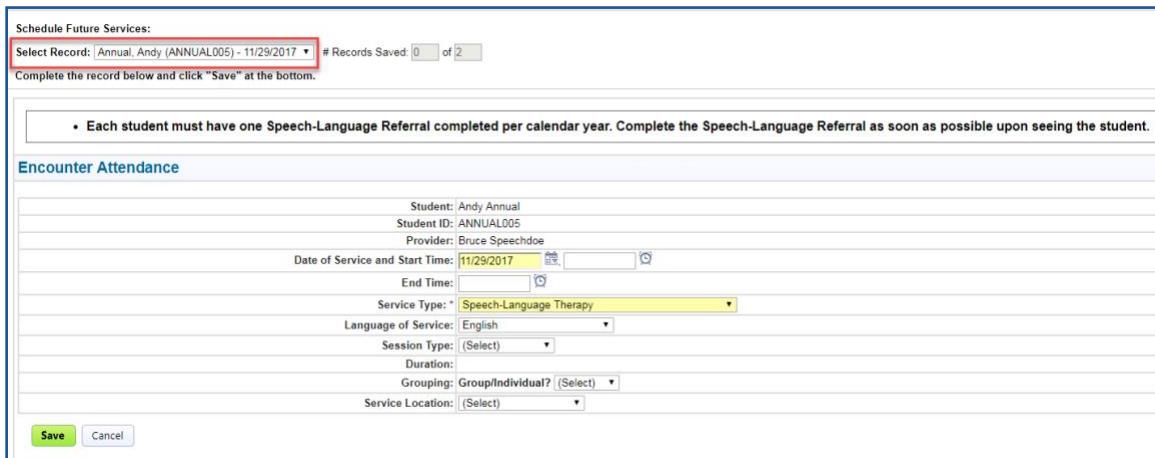 Schedule Future Services:
Select Record: Annual, Andy (ANNUAL005) - 11/29/2017 # Records Saved: 0 of 2
Complete the record below and click "Save" at the bottom.
• Each student must have one Speech-Language Referral completed per calendar year. Complete the Speech-Language Referral as soon as possible upon seeing the student.
Encounter Attendance
Student: Andy Annual
Student ID: ANNUAL005
Provider: Bruce Speechdoe
Date of Service and Start Time: 11/29/2017
End Time:
Service Type: * Speech-Language Therapy
Language of Service: English
Session Type: (Select)
Duration:
Grouping: Group/Individual? (Select)
Service Location: (Select)
Save Cancel